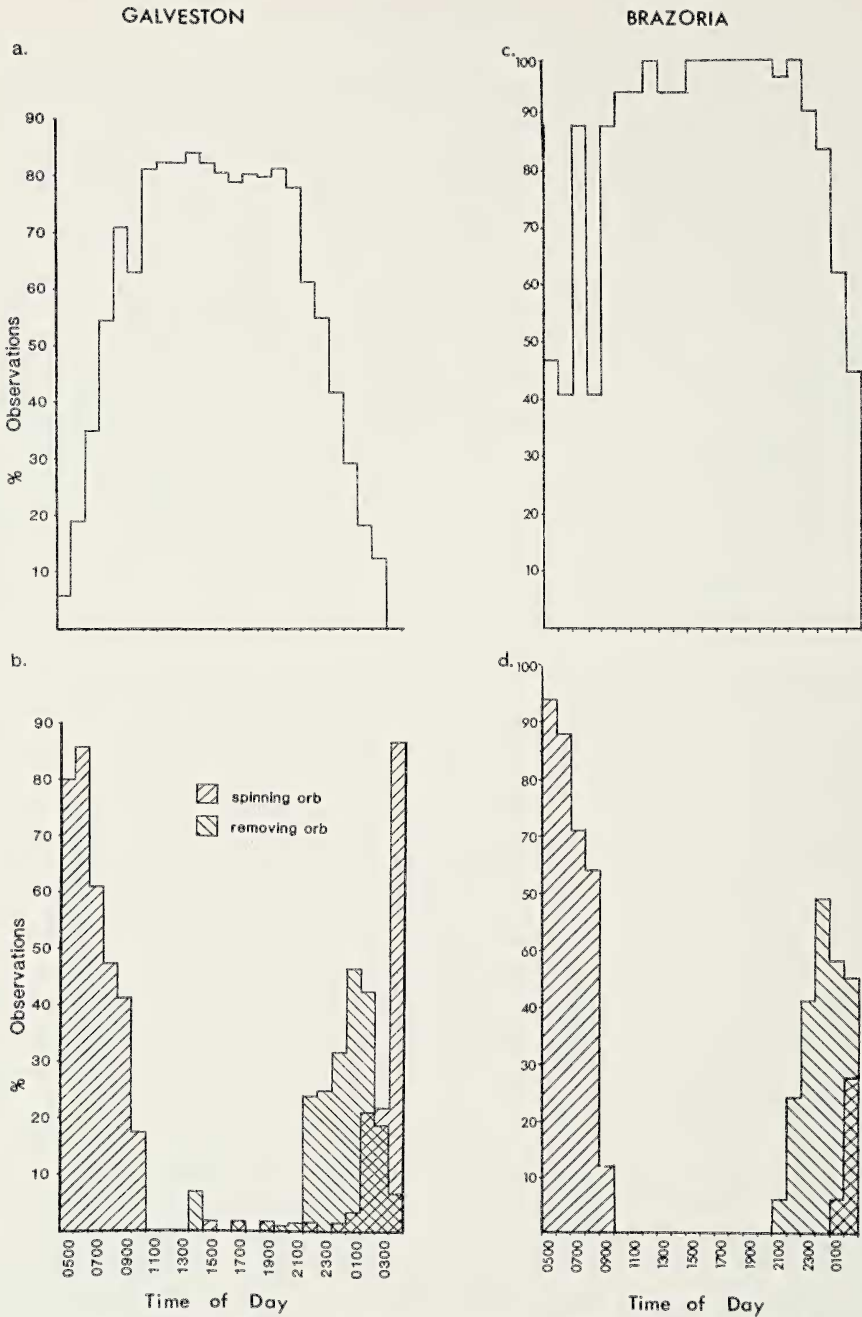 GALVESTON
BRAZORIA
a.
90
80
70
60
50
40
30
20
10
% Observations
c.
100
90
80
70
60
50
40
30
20
10
b.
90
80
70
60
50
40
30
20
10
% Observations
spinning orb
removing orb
0500 0700 0900 1100 1300 1500 1700 1900 2100 2300 0100 0300
Time of Day
d.
100
90
80
70
50
60
40
30
20
10
0500 0700 0900 1100 1300 1500 1700 1900 2100 2300 0100
Time of Day